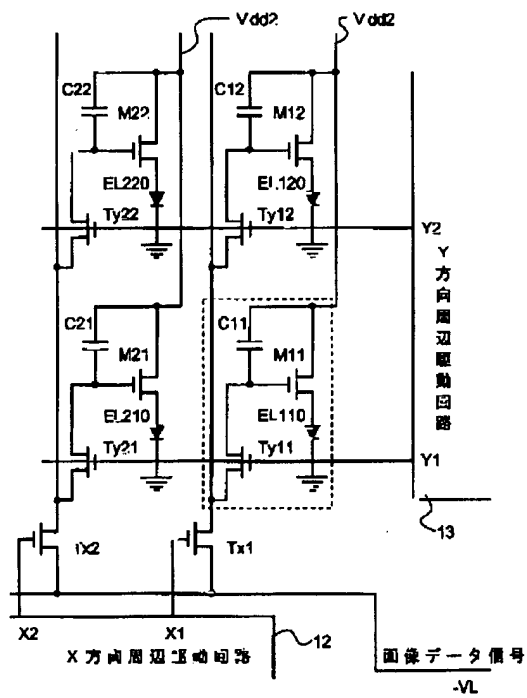 Vdd2
Vdd2
C22
C12
M22
M12
EL220
EL120
Ty22
Ty12
Y2
Y方向周辺駆動回路
C21
C11
M21
M11
EL210
EL110
Ty21
Ty11
Y1
13
Tx2
Tx1
X2
X1
12
X方向周辺駆動回路
画像データ信号
-VL